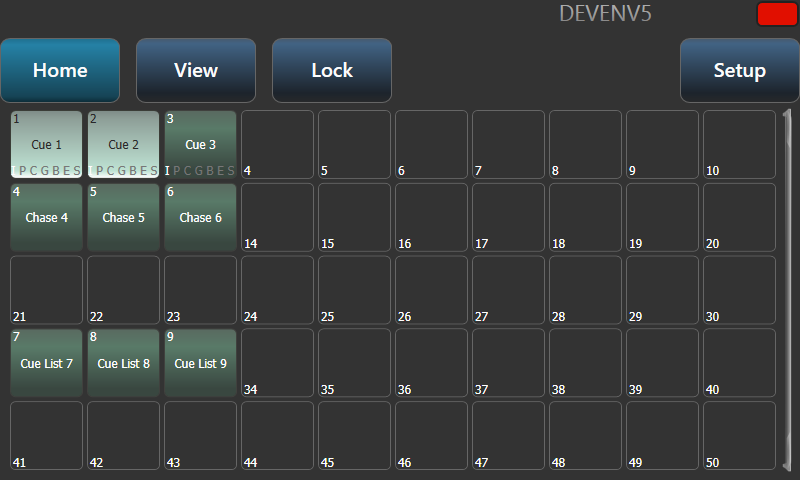 DEVENV5
Home View Lock Setup
1 2 3
Cue 1 Cue 2 Cue 3
IPCGBES IPCGBES IPCGBES 4 5 6 7 8 9 10
4 5 6
Chase 4 Chase 5 Chase 6
14 15 16 17 18 19 20
21 22 23 24 25 26 27 28 29 30
7 8 9
Cue List 7 Cue List 8 Cue List 9
34 35 36 37 38 39 40
41 42 43 44 45 46 47 48 49 50